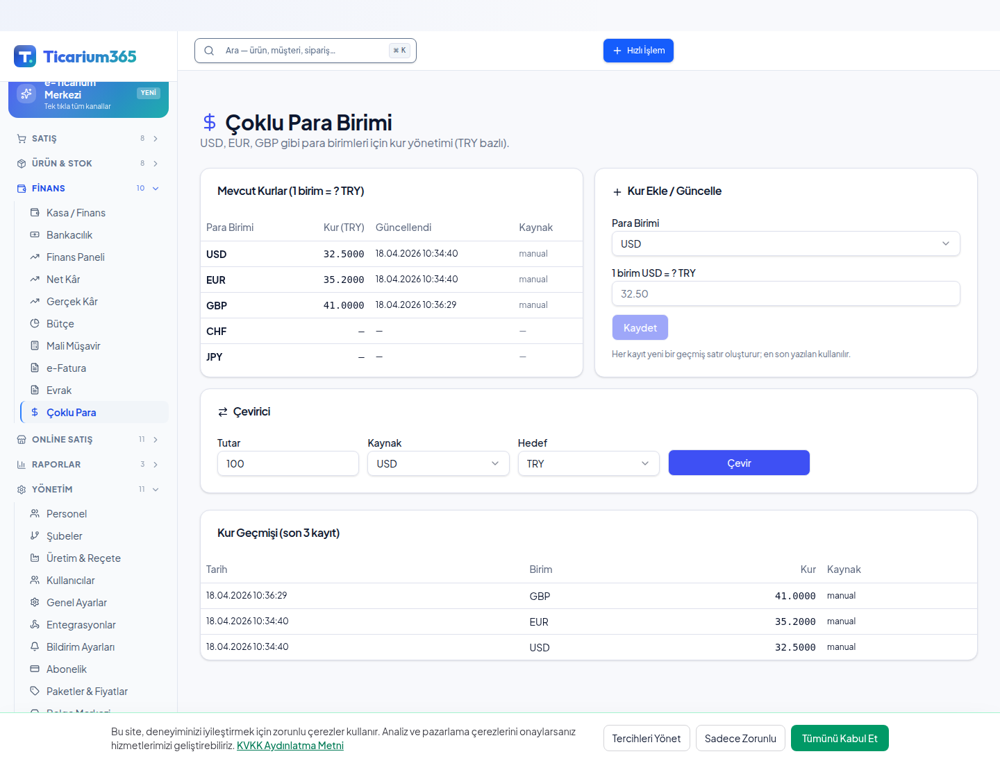 Ticarium365
Ara — ürün, müşteri, sipariş...
⌘ K
Hızlı İşlem
e-Ticarium
Merkezi
YENİ
Tek tıkla tüm kanallar
SATIŞ 8
ÜRÜN & STOK 8
FİNANS 10
Kasa / Finans
Bankacılık
Finans Paneli
Net Kâr
Gerçek Kâr
Bütçe
Mali Müşavir
e-Fatura
Evrak
Çoklu Para
ONLİNE SATIŞ 11
RAPORLAR 3
YÖNETİM 11
Personel
Şubeler
Üretim & Reçete
Kullanıcılar
Genel Ayarlar
Entegrasyonlar
Bildirim Ayarları
Abonelik
Paketler & Fiyatlar
Belge Merkezi
Çoklu Para Birimi
USD, EUR, GBP gibi para birimleri için kur yönetimi (TRY bazlı).
Mevcut Kurlar (1 birim = ? TRY)
Para Birimi Kur (TRY) Güncellendi Kaynak
USD 32.5000 18.04.2026 10:34:40 manual
EUR 35.2000 18.04.2026 10:34:40 manual
GBP 41.0000 18.04.2026 10:36:29 manual
CHF — — —
JPY — — —
Kur Ekle / Güncelle
Para Birimi
USD
1 birim USD = ? TRY
32.50
Kaydet
Her kayıt yeni bir geçmiş satır oluşturur; en son yazılan kullanılır.
Çevirici
Tutar Kaynak Hedef
100 USD TRY Çevir
Kur Geçmişi (son 3 kayıt)
Tarih Birim Kur Kaynak
18.04.2026 10:36:29 GBP 41.0000 manual
18.04.2026 10:34:40 EUR 35.2000 manual
18.04.2026 10:34:40 USD 32.5000 manual
Bu site, deneyiminizi iyileştirmek için zorunlu çerezler kullanır. Analiz ve pazarlama çerezlerini onaylarsanız
hizmetlerimizi geliştirebiliriz. KVKK Aydınlatma Metni
Tercihleri Yönet
Sadece Zorunlu
Tümünü Kabul Et